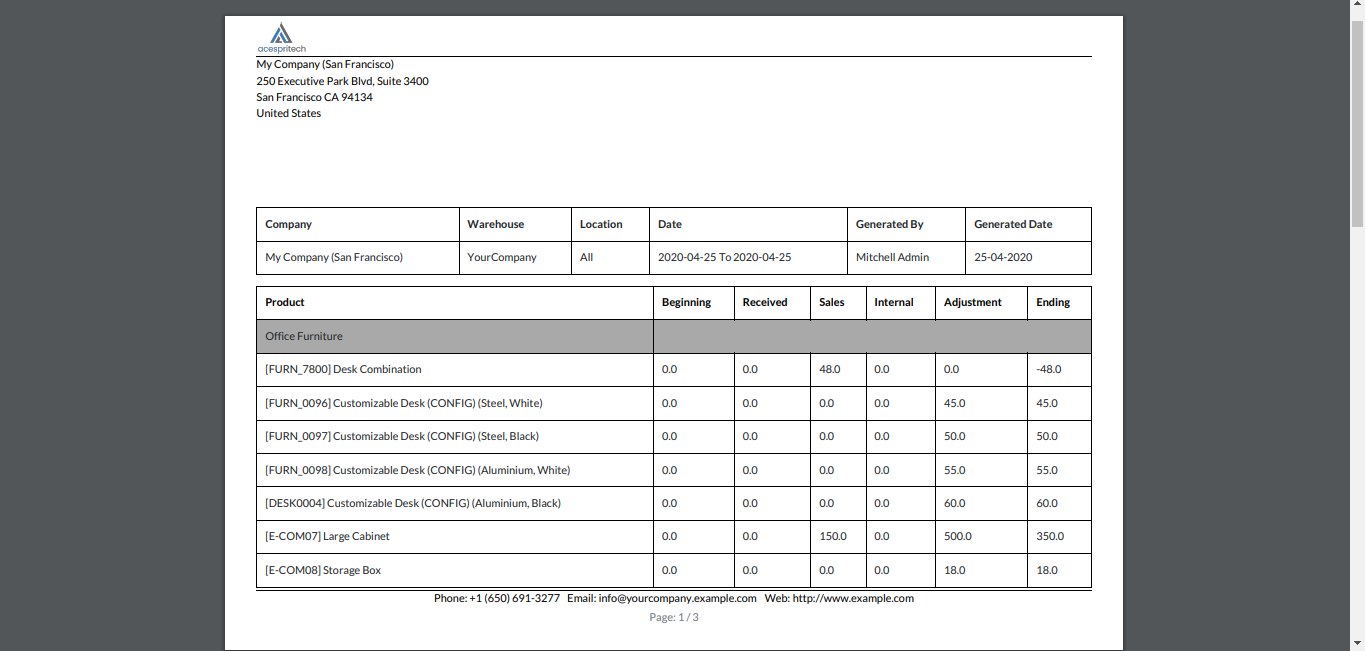 acespritech
My Company (San Francisco)
250 Executive Park Blvd, Suite 3400
San Francisco CA 94134
United States
Company Warehouse Location Date Generated By Generated Date
My Company (San Francisco) YourCompany All 2020-04-25 To 2020-04-25 Mitchell Admin 25-04-2020
Product Beginning Received Sales Internal Adjustment Ending
Office Furniture
[FURN_7800] Desk Combination 0.0 0.0 48.0 0.0 0.0 -48.0
[FURN_0096] Customizable Desk (CONFIG) (Steel, White) 0.0 0.0 0.0 0.0 45.0 45.0
[FURN_0097] Customizable Desk (CONFIG) (Steel, Black) 0.0 0.0 0.0 0.0 50.0 50.0
[FURN_0098] Customizable Desk (CONFIG) (Aluminium, White) 0.0 0.0 0.0 0.0 55.0 55.0
[DESK0004] Customizable Desk (CONFIG) (Aluminium, Black) 0.0 0.0 0.0 0.0 60.0 60.0
[E-COM07] Large Cabinet 0.0 0.0 150.0 0.0 500.0 350.0
[E-COM08] Storage Box 0.0 0.0 0.0 0.0 18.0 18.0
Phone: +1 (650) 691-3277 Email: info@yourcompany.example.com Web: http://www.example.com
Page: 1 / 3